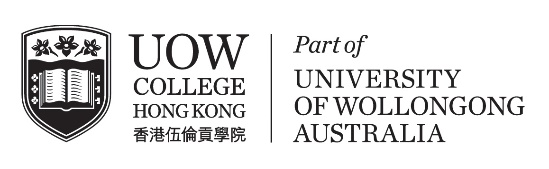 UOW
COLLEGE
HONG KONG
香港伍倫貢學院
Part of
UNIVERSITY
OF WOLLONGONG
AUSTRALIA